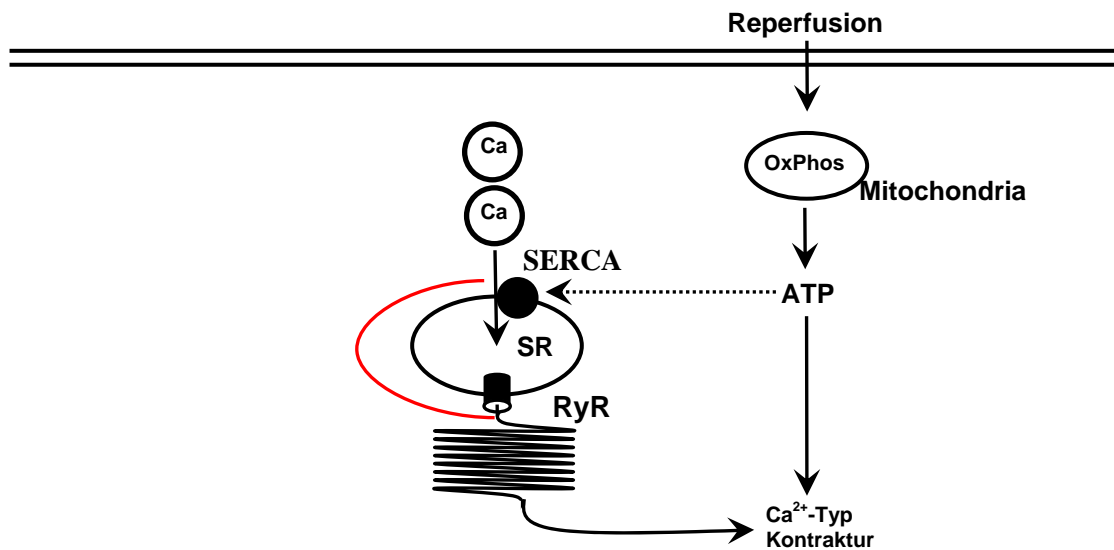 Reperfusion
Ca
OxPhos
Mitochondria
Ca
SERCA
ATP
SR
RyR
Ca²⁺-Typ
Kontraktur